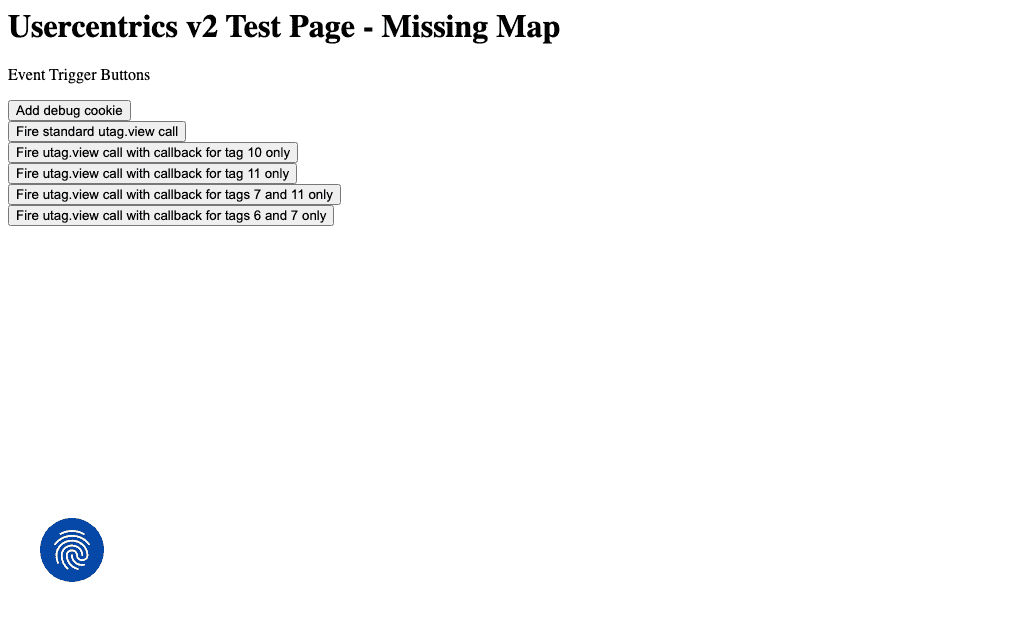 Usercentrics v2 Test Page - Missing Map
Event Trigger Buttons
Add debug cookie
Fire standard utag.view call
Fire utag.view call with callback for tag 10 only
Fire utag.view call with callback for tag 11 only
Fire utag.view call with callback for tags 7 and 11 only
Fire utag.view call with callback for tags 6 and 7 only